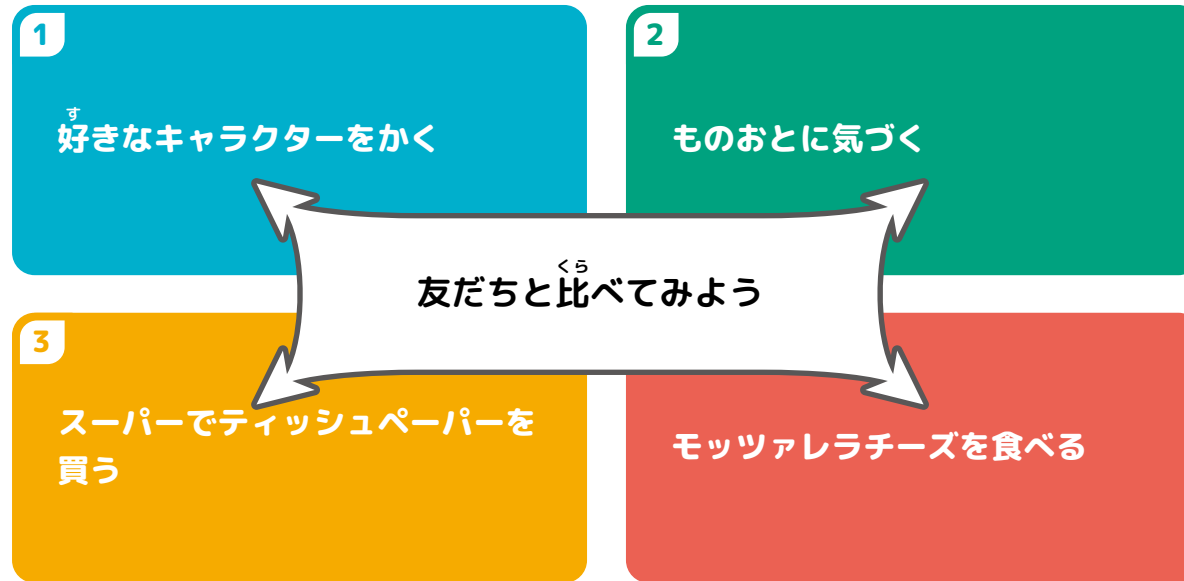 1
す
好きなキャラクターをかく
2
ものおとに気づく
くら
友だちと比べてみよう
3
スーパーでティッシュペーパーを
買う
モッツァレラチーズを食べる